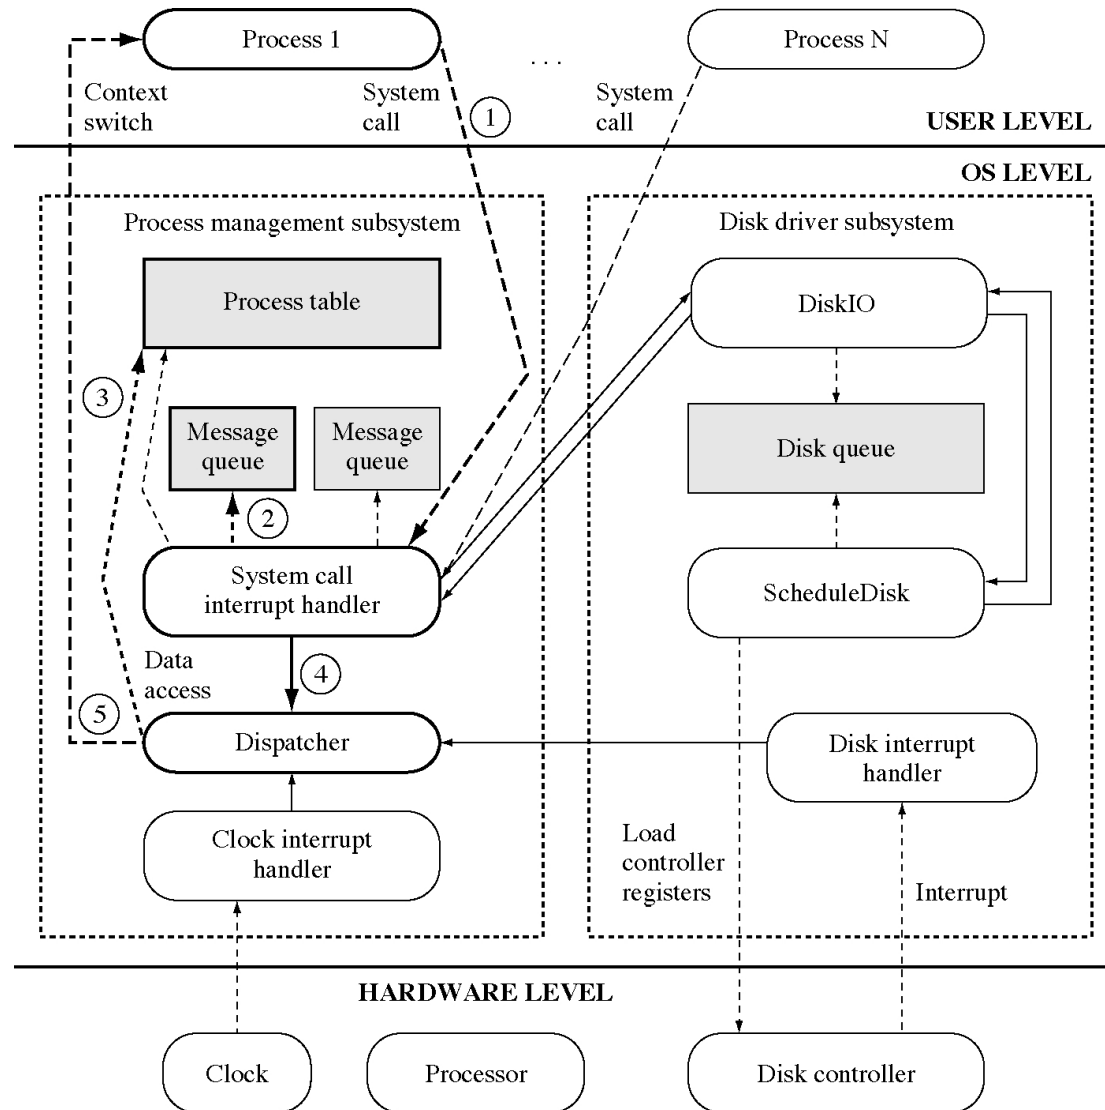 Process 1
. . .
Process N
Context
switch
System
call
1
System
call
USER LEVEL
OS LEVEL
Process management subsystem
Disk driver subsystem
Process table
DiskIO
3
Message
queue
Message
queue
Disk queue
2
System call
interrupt handler
ScheduleDisk
Data
access
4
5
Dispatcher
Disk interrupt
handler
Clock interrupt
handler
Load
controller
registers
Interrupt
HARDWARE LEVEL
Clock
Processor
Disk controller